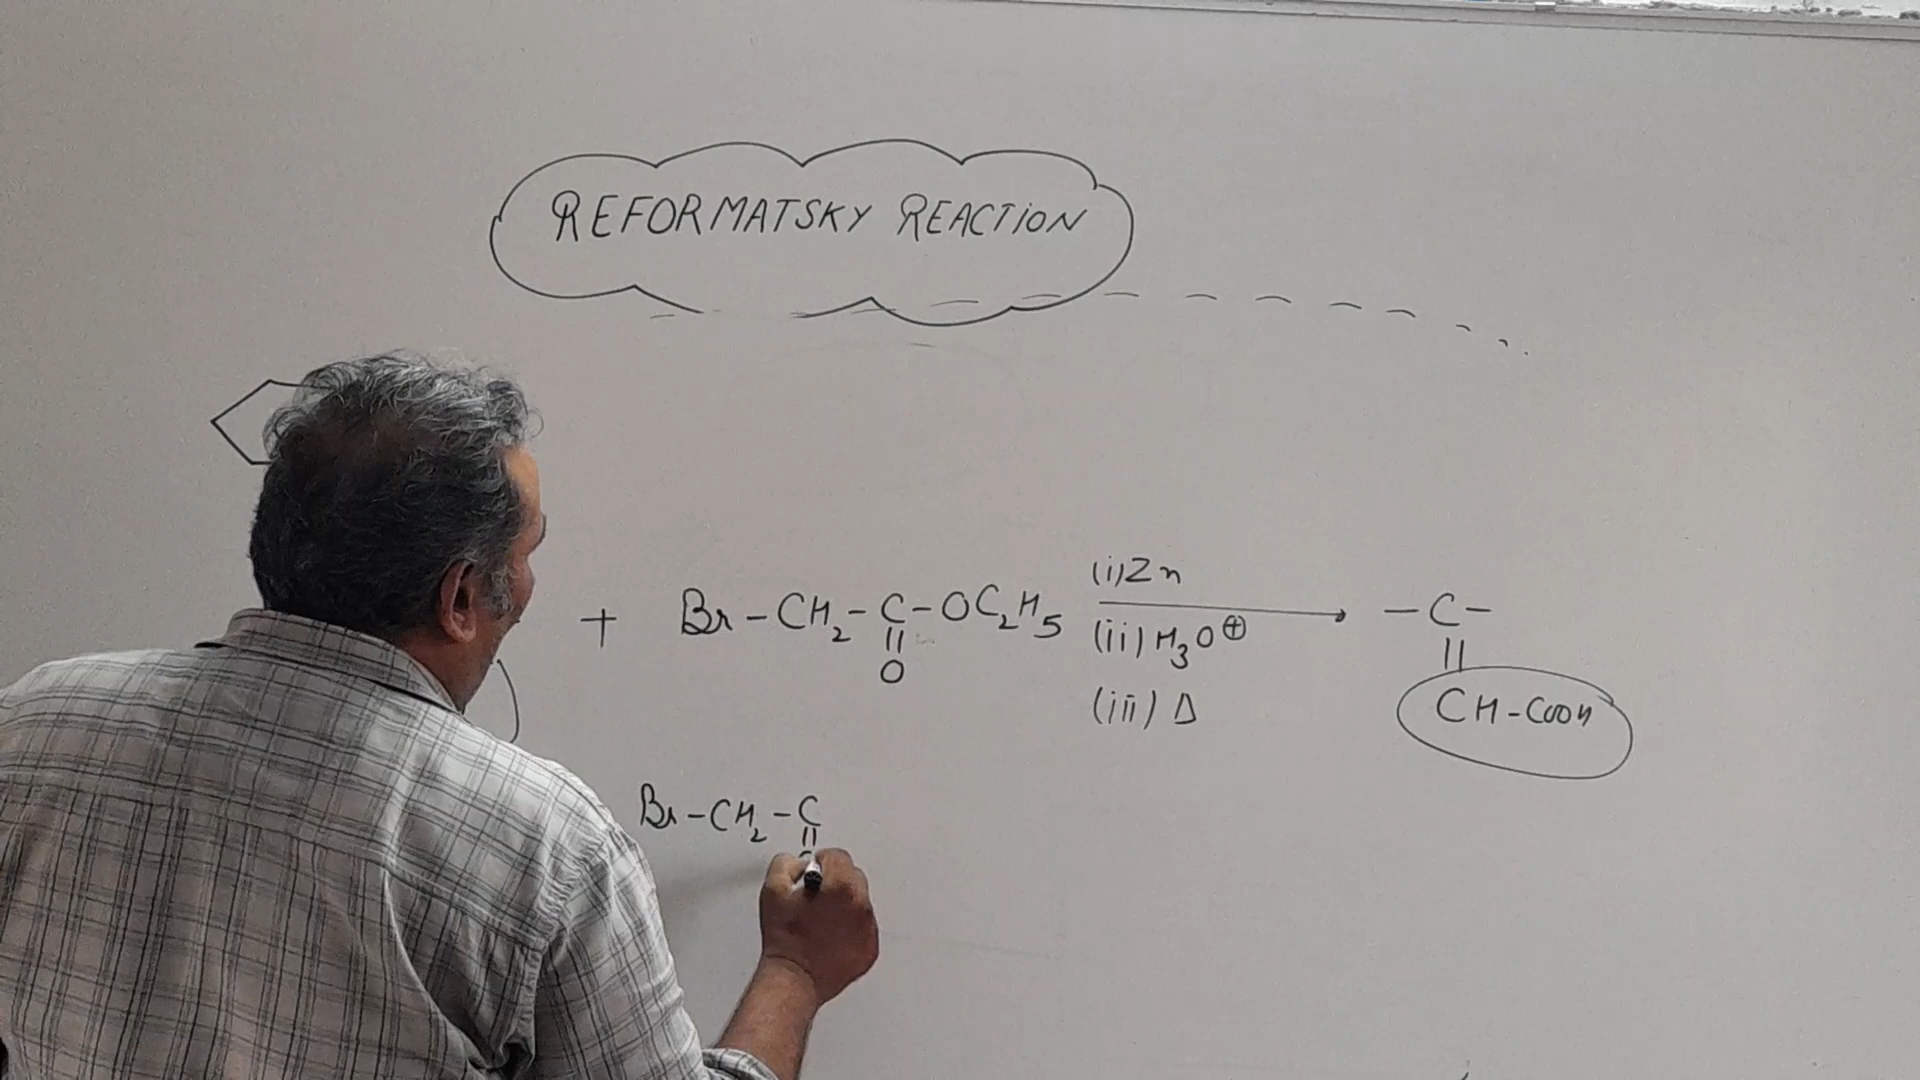 REFORMATSKY REACTION
(i) Zn
+ Br-CH₂-C-OC₂H₅ → -C-
(ii) H₃O⊕
|| ||
O
(iii) Δ CH-COOH
Br-CH₂-C
||